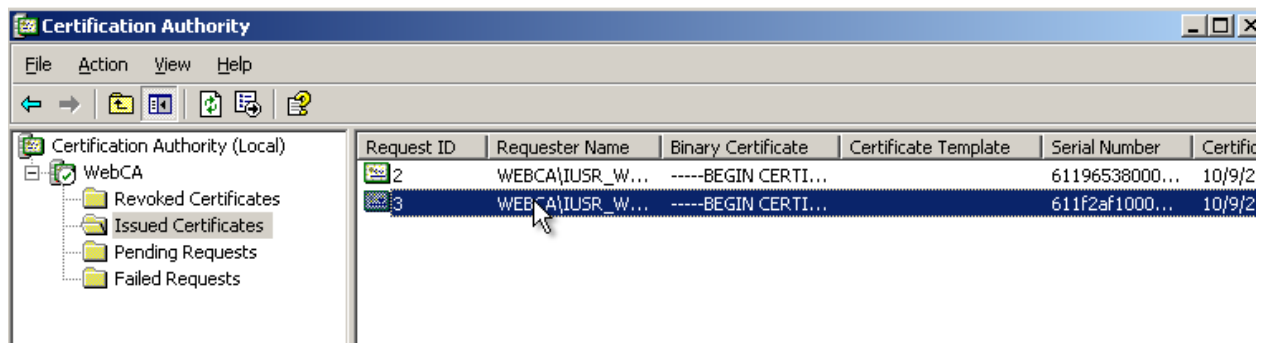 Certification Authority
File Action View Help
Certification Authority (Local)
WebCA
Revoked Certificates
Issued Certificates
Pending Requests
Failed Requests
Request ID Requester Name Binary Certificate Certificate Template Serial Number Certific
2 WEBCA\IUSR_W... -----BEGIN CERTI... 61196538000... 10/9/2
3 WEBCA\IUSR_W... -----BEGIN CERTI... 611f2af1000... 10/9/2